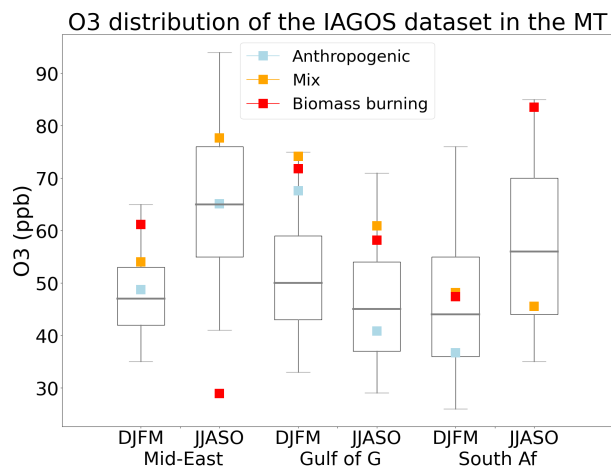 O3 distribution of the IAGOS dataset in the MT
Anthropogenic
Mix
Biomass burning
O3 (ppb)
90
80
70
60
50
40
30
DJFM JJASO DJFM JJASO DJFM JJASO
Mid-East Gulf of G South Af